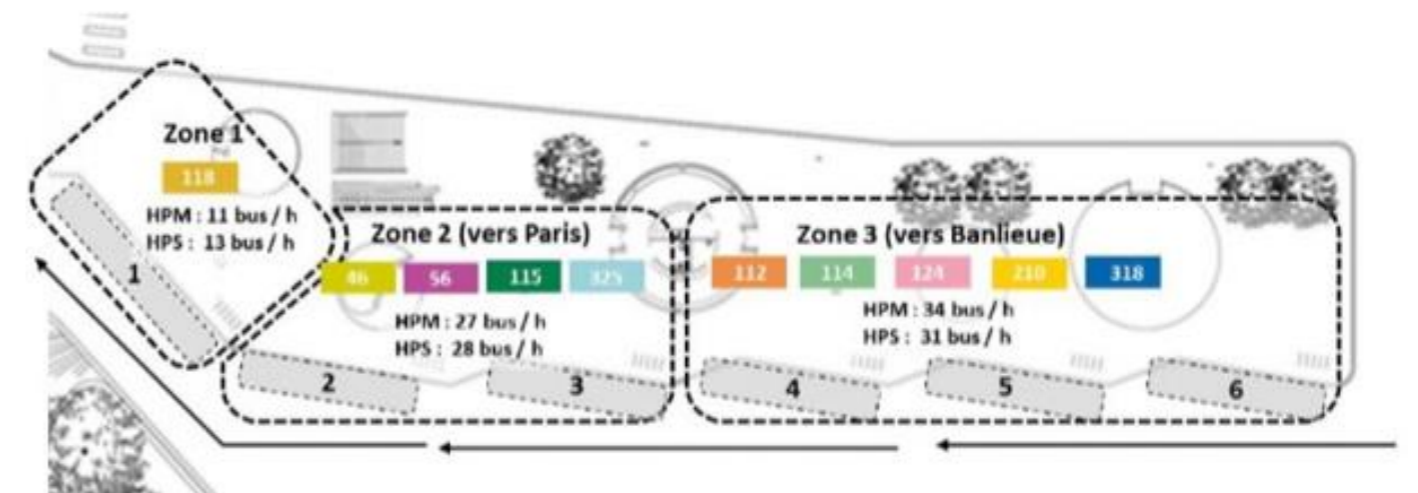 Zone 1
118
HPM : 11 bus / h
HPS : 13 bus / h
1
Zone 2 (vers Paris)
46 56 115 325
HPM : 27 bus / h
HPS : 28 bus / h
2 3
Zone 3 (vers Banlieue)
112 114 124 210 318
HPM : 34 bus / h
HPS : 31 bus / h
4 5 6